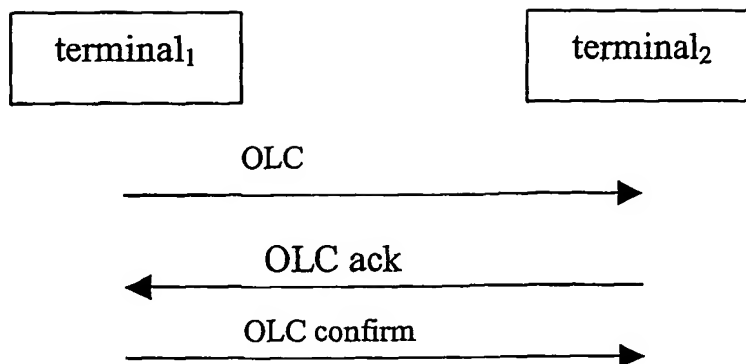 terminal₁
terminal₂
OLC
OLC ack
OLC confirm